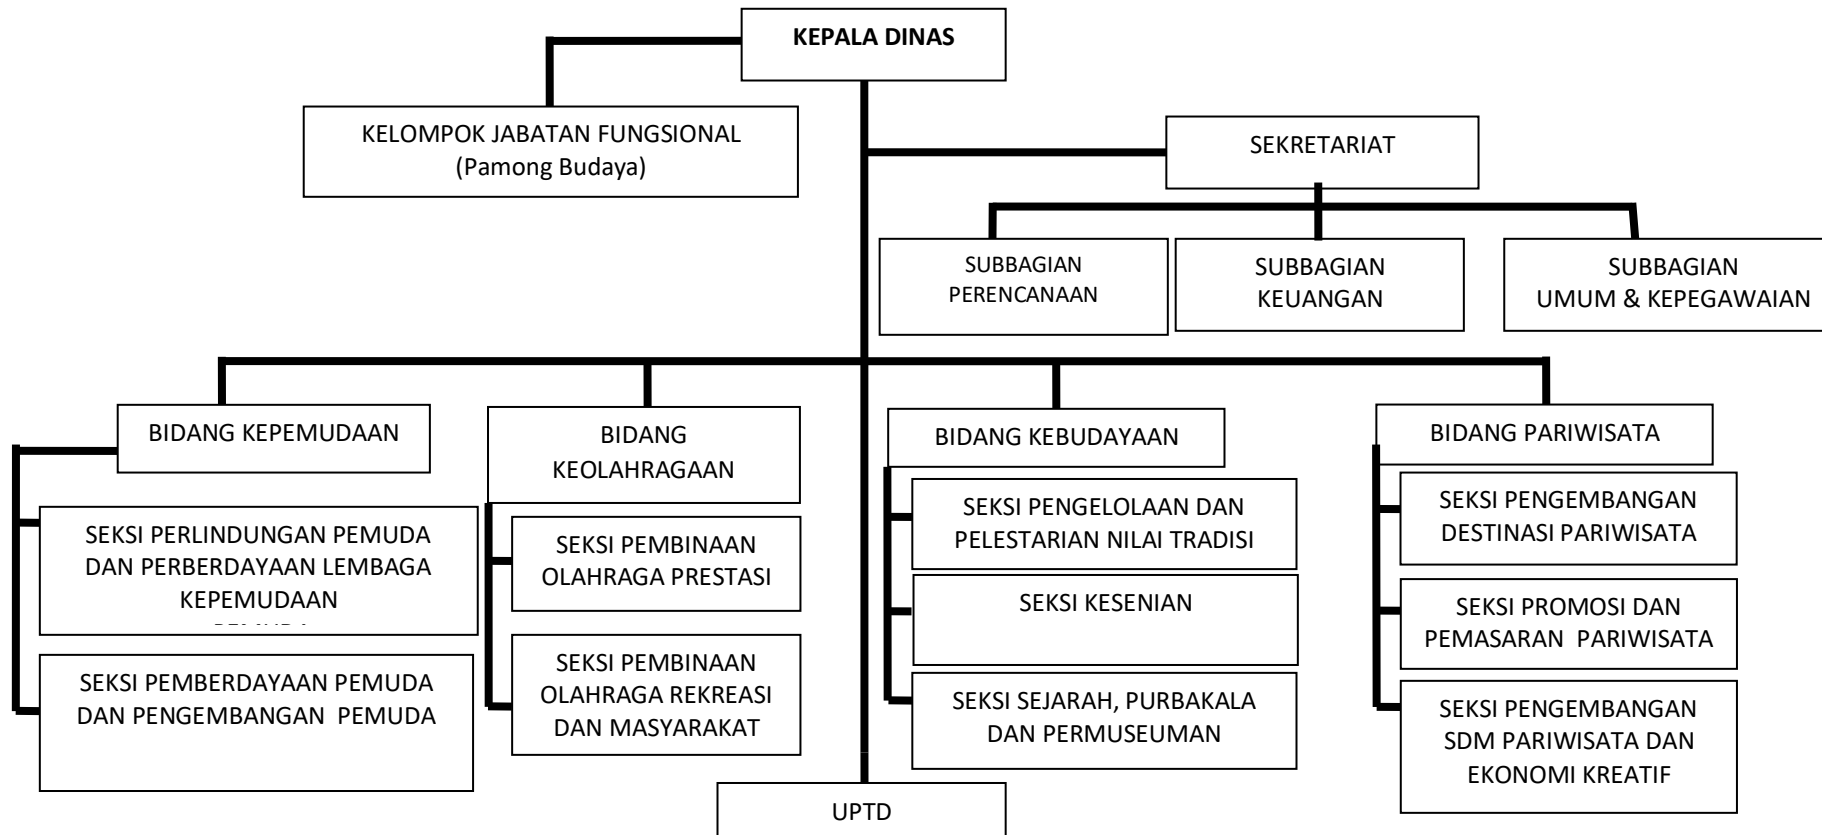 KEPALA DINAS
KELOMPOK JABATAN FUNGSIONAL
(Pamong Budaya)
SEKRETARIAT
SUBBAGIAN
PERENCANAAN
SUBBAGIAN
KEUANGAN
SUBBAGIAN
UMUM & KEPEGAWAIAN
BIDANG KEPEMUDAAN
SEKSI PERLINDUNGAN PEMUDA
DAN PERBERDAYAAN LEMBAGA
KEPEMUDAAN
SEKSI PEMBERDAYAAN PEMUDA
DAN PENGEMBANGAN PEMUDA
BIDANG
KEOLAHRAGAAN
SEKSI PEMBINAAN
OLAHRAGA PRESTASI
SEKSI PEMBINAAN
OLAHRAGA REKREASI
DAN MASYARAKAT
BIDANG KEBUDAYAAN
SEKSI PENGELOLAAN DAN
PELESTARIAN NILAI TRADISI
SEKSI KESENIAN
SEKSI SEJARAH, PURBAKALA
DAN PERMUSEUMAN
BIDANG PARIWISATA
SEKSI PENGEMBANGAN
DESTINASI PARIWISATA
SEKSI PROMOSI DAN
PEMASARAN PARIWISATA
SEKSI PENGEMBANGAN
SDM PARIWISATA DAN
EKONOMI KREATIF
UPTD